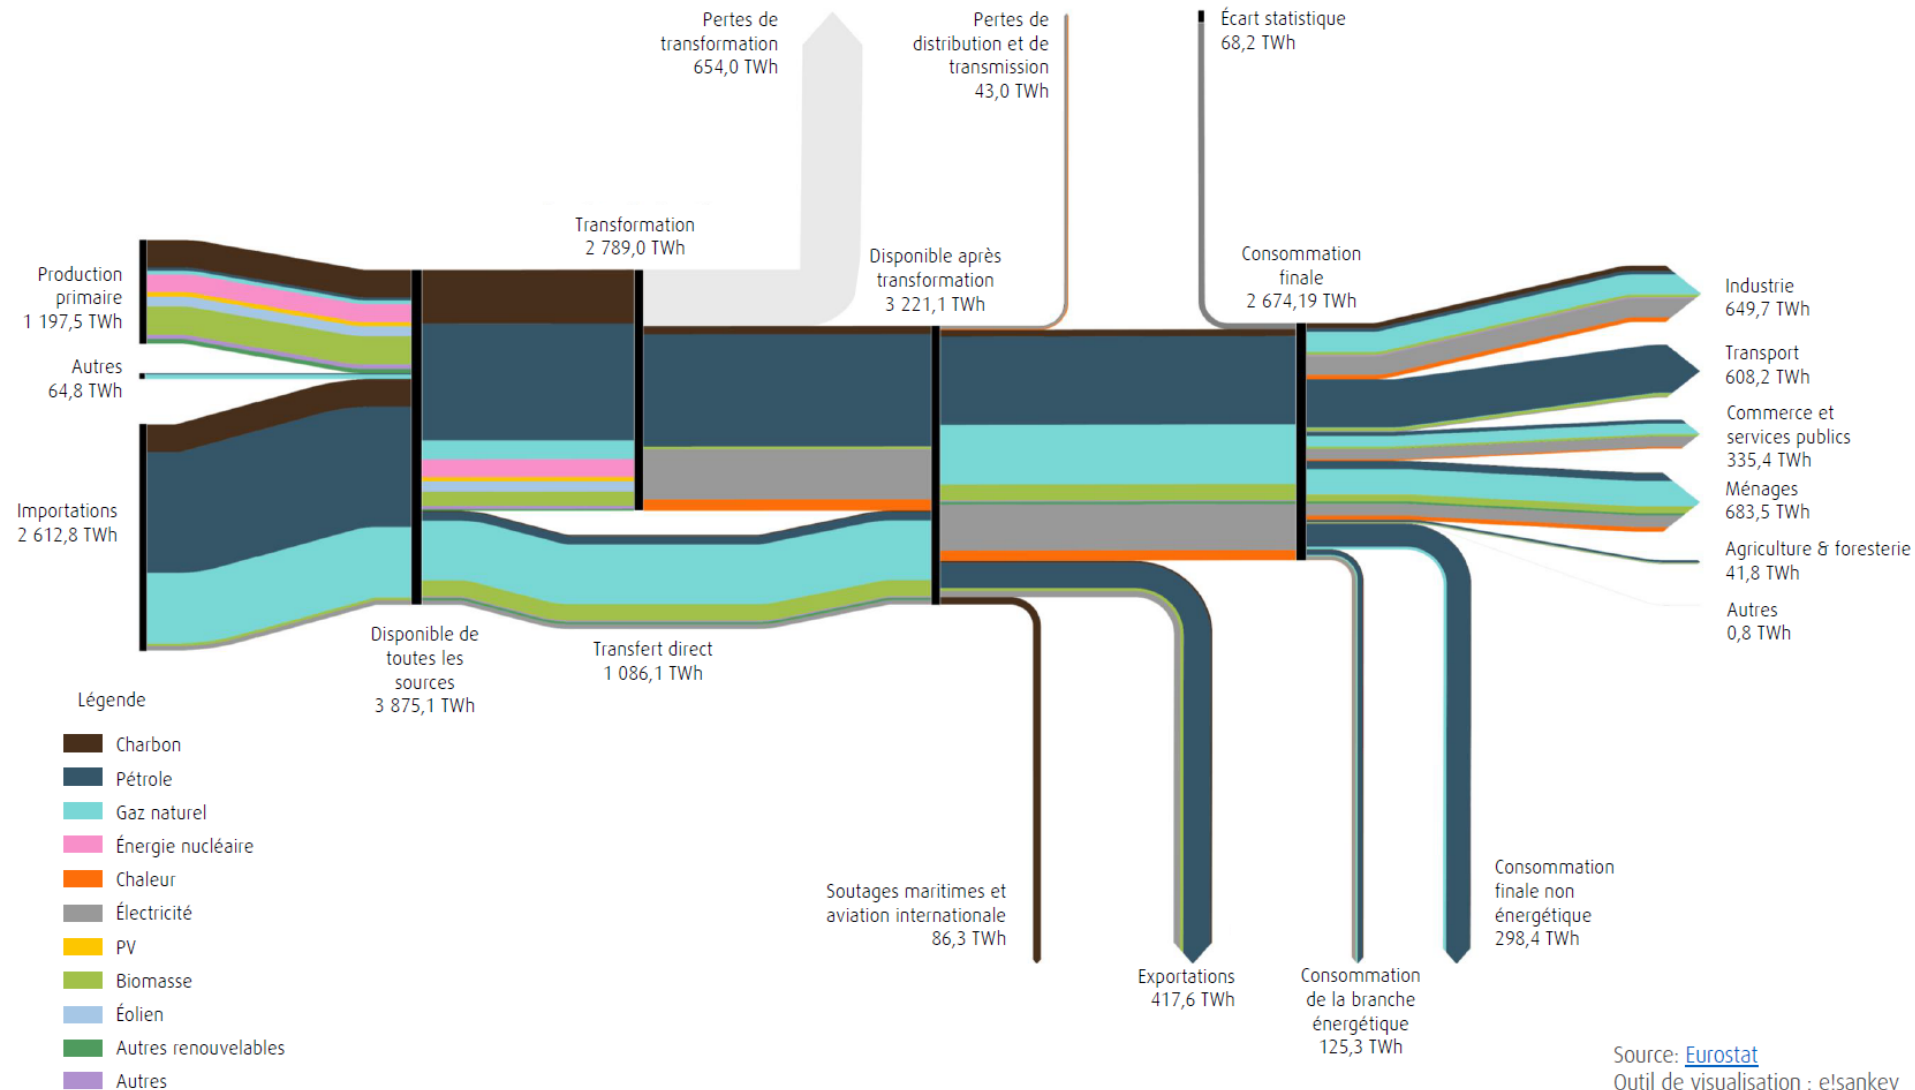 Pertes de
transformation
654,0 TWh
Pertes de
distribution et de
transmission
43,0 TWh
Écart statistique
68,2 TWh
Transformation
2 789,0 TWh
Disponible après
transformation
3 221,1 TWh
Consommation
finale
2 674,19 TWh
Production
primaire
1 197,5 TWh
Autres
64,8 TWh
Importations
2 612,8 TWh
Disponible de
toutes les
sources
3 875,1 TWh
Transfert direct
1 086,1 TWh
Industrie
649,7 TWh
Transport
608,2 TWh
Commerce et
services publics
335,4 TWh
Ménages
683,5 TWh
Agriculture & foresterie
41,8 TWh
Autres
0,8 TWh
Légende
Charbon
Pétrole
Gaz naturel
Énergie nucléaire
Chaleur
Électricité
PV
Biomasse
Éolien
Autres renouvelables
Autres
Soutages maritimes et
aviation internationale
86,3 TWh
Exportations
417,6 TWh
Consommation
de la branche
énergétique
125,3 TWh
Consommation
finale non
énergétique
298,4 TWh
Source: Eurostat
Outil de visualisation : e!sankey